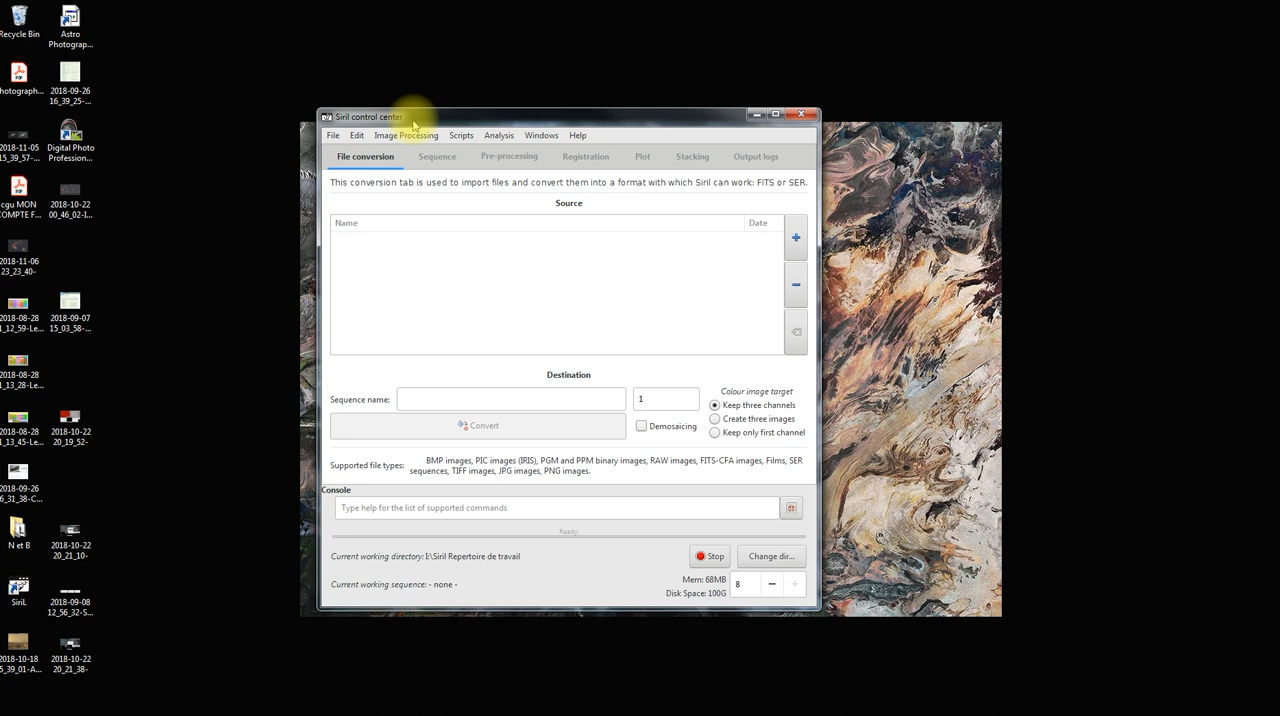 Recycle Bin
Astro
Photograp...
hotograph...
2018-09-26
16_39_25-...
2018-11-05
15_39_57-...
Digital Photo
Profession...
cgu MON
COMPTE F...
2018-10-22
00_46_02-I...
2018-11-06
23_23_40-
2018-08-28
1_12_59-Le...
2018-09-07
15_03_58-...
2018-08-28
1_13_28-Le...
2018-08-28
1_13_45-Le...
2018-10-22
20_19_52-
2018-09-26
6_31_38-C...
N et B
2018-10-22
20_21_10-
SiriL
2018-09-08
12_56_32-S...
2018-10-18
5_39_01-A...
2018-10-22
20_21_38-
Siril control center
File Edit Image Processing Scripts Analysis Windows Help
File conversion Sequence Pre-processing Registration Plot Stacking Output logs
This conversion tab is used to import files and convert them into a format with which Siril can work: FITS or SER.
Source
Name Date
Destination
Colour image target
Sequence name: 1
Keep three channels
Convert Demosaicing
Create three images
Keep only first channel
Supported file types: BMP images, PIC images (IRIS), PGM and PPM binary images, RAW images, FITS-CFA images, Films, SER
sequences, TIFF images, JPG images, PNG images.
Console
Type help for the list of supported commands
Ready.
Current working directory: I:\Siril Repertoire de travail Stop Change dir...
Current working sequence: - none - Mem: 68MB 8
Disk Space: 100G